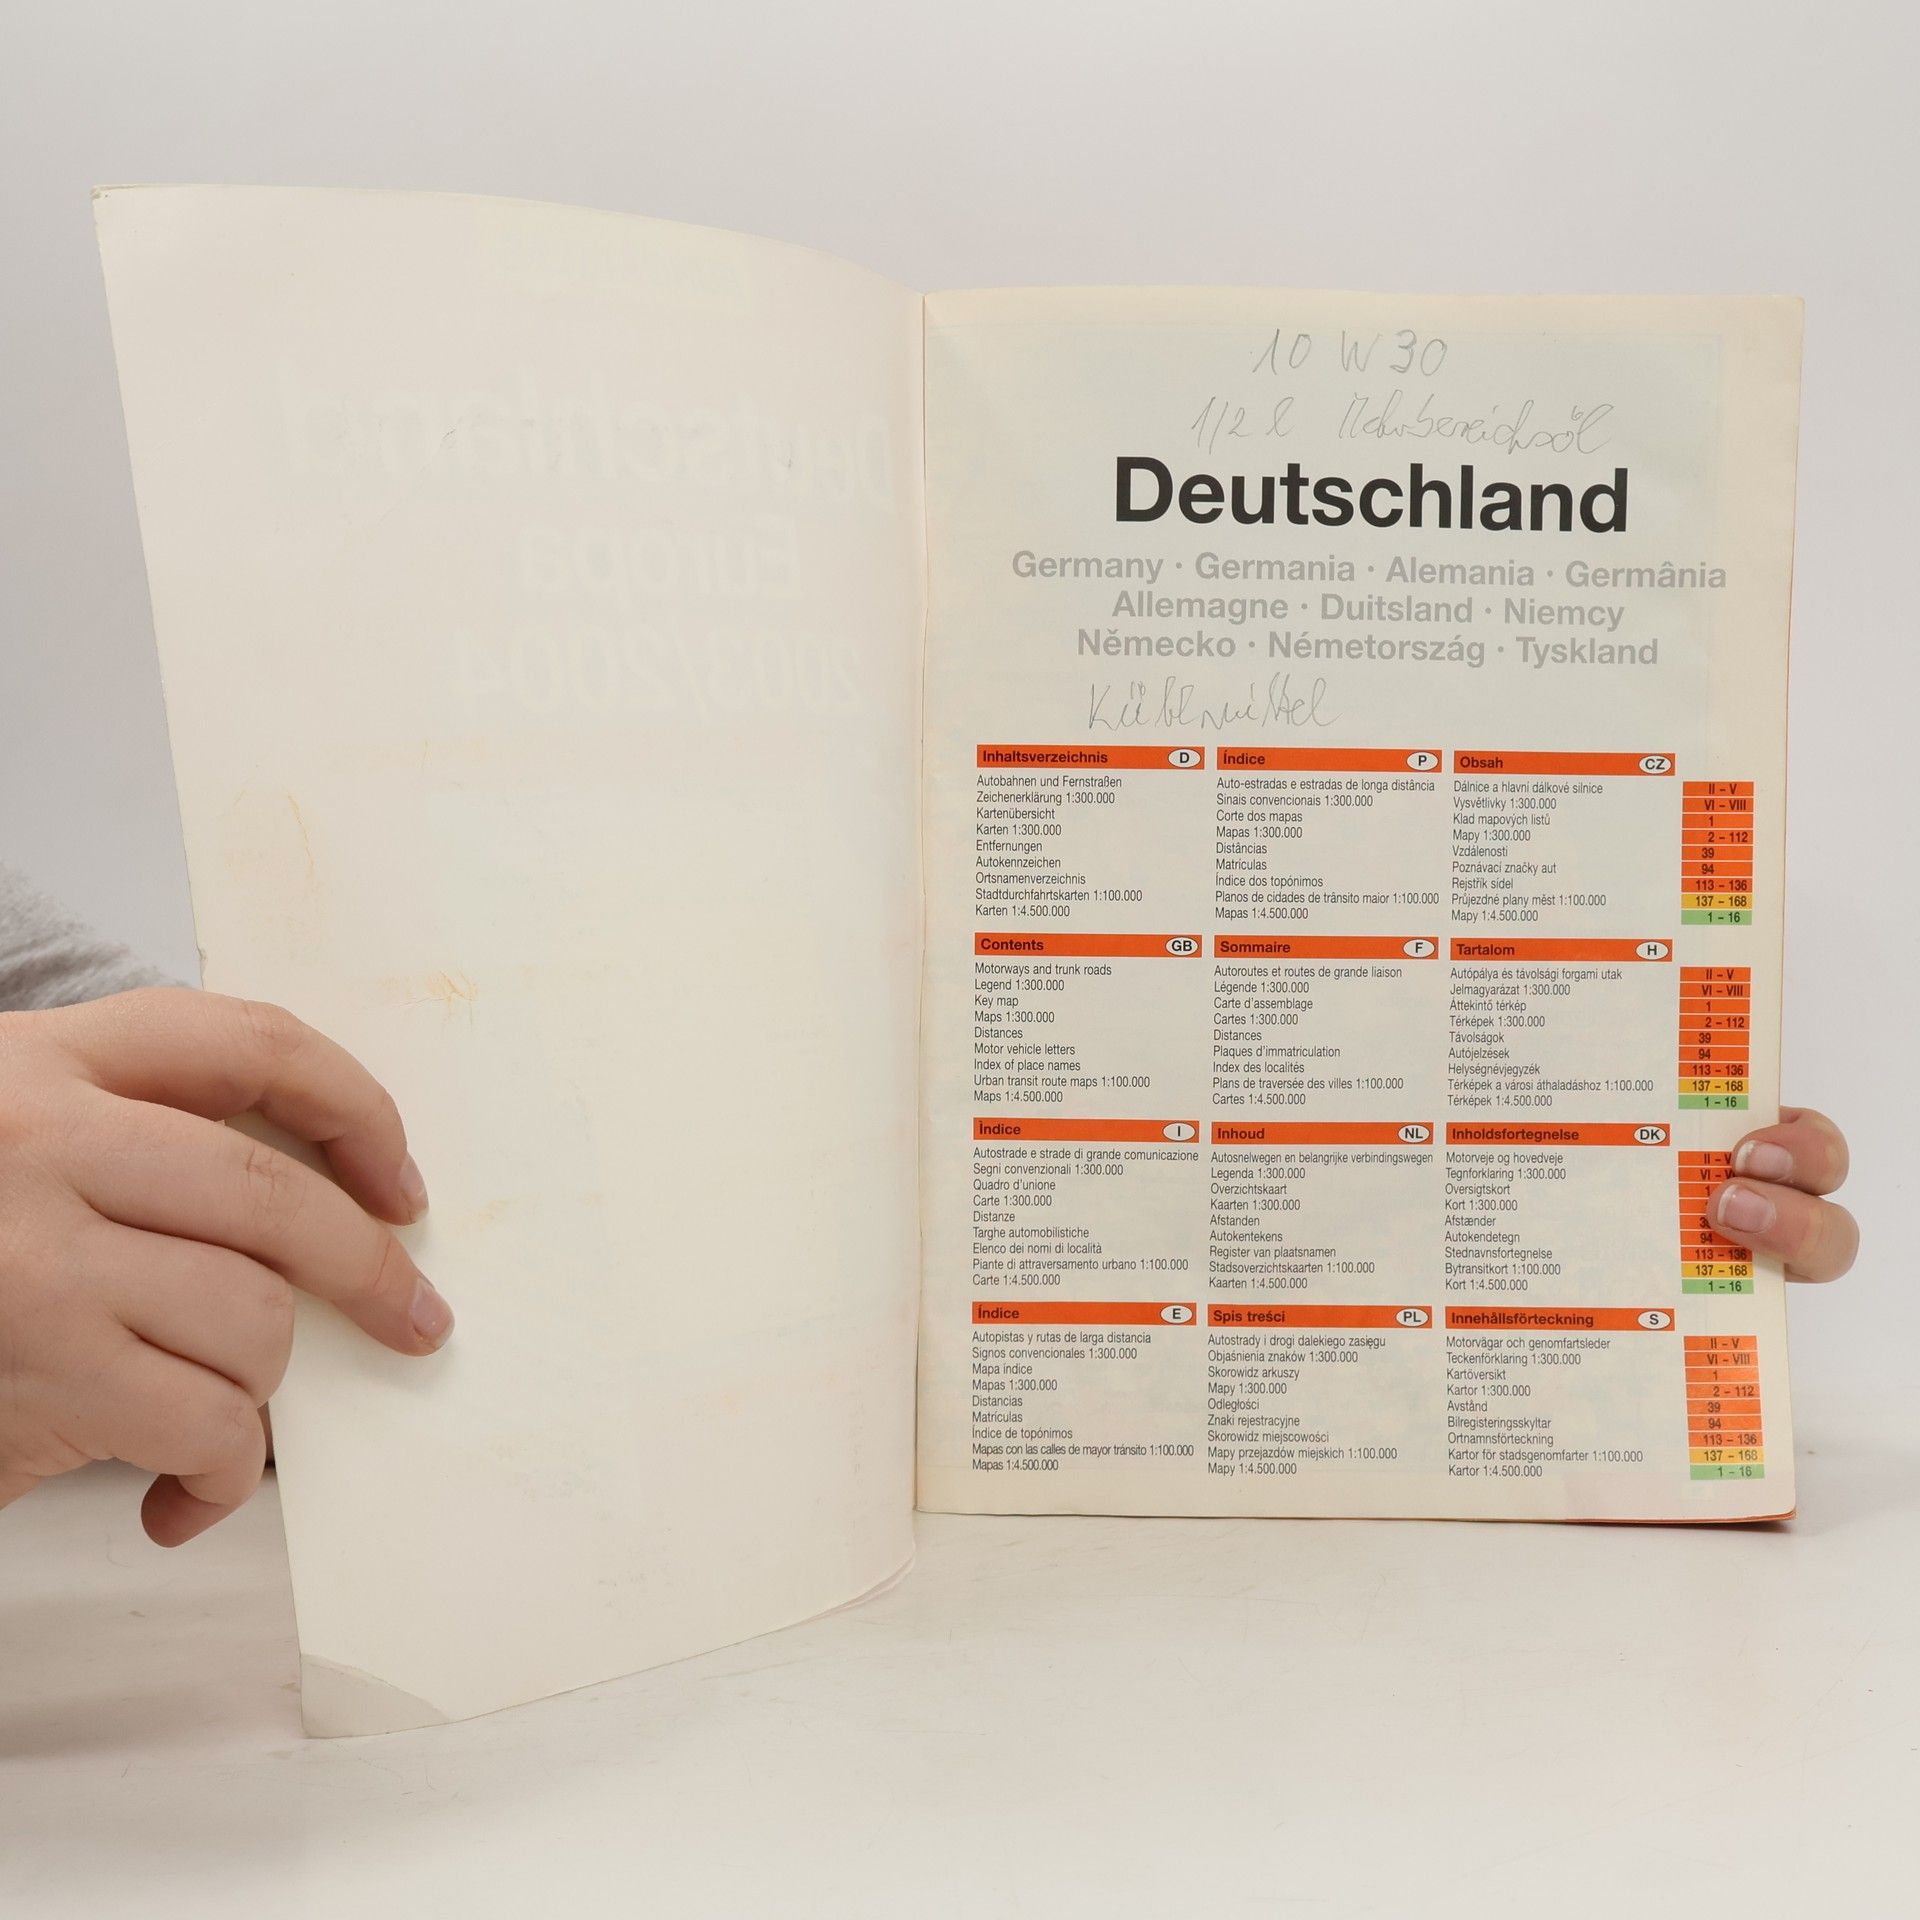 10 W 30
1/2 l Mehrbereichsöl
Deutschland
Germany · Germania · Alemania · Germânia
Allemagne · Duitsland · Niemcy
Německo · Németország · Tyskland
Kühlmittel
Inhaltsverzeichnis D
Autobahnen und Fernstraßen
Zeichenerklärung 1:300.000
Kartenübersicht
Karten 1:300.000
Entfernungen
Autokennzeichen
Ortsnamenverzeichnis
Stadtdurchfahrtskarten 1:100.000
Karten 1:4.500.000
Índice P
Auto-estradas e estradas de longa distância
Sinais convencionais 1:300.000
Corte dos mapas
Mapas 1:300.000
Distâncias
Matrículas
Índice dos topónimos
Planos de cidades de trânsito maior 1:100.000
Mapas 1:4.500.000
Obsah CZ
Dálnice a hlavní dálkové silnice
Vysvětlivky 1:300.000
Klad mapových listů
Mapy 1:300.000
Vzdálenosti
Poznávací značky aut
Rejstřík sídel
Průjezdné plany měst 1:100.000
Mapy 1:4.500.000
II – V
VI – VIII
1
2 – 112
39
94
113 – 136
137 – 168
1 – 16
Contents GB
Motorways and trunk roads
Legend 1:300.000
Key map
Maps 1:300.000
Distances
Motor vehicle letters
Index of place names
Urban transit route maps 1:100.000
Maps 1:4.500.000
Sommaire F
Autoroutes et routes de grande liaison
Légende 1:300.000
Carte d'assemblage
Cartes 1:300.000
Distances
Plaques d'immatriculation
Index des localités
Plans de traversée des villes 1:100.000
Cartes 1:4.500.000
Tartalom H
Autópálya és távolsági forgami utak
Jelmagyarázat 1:300.000
Áttekintő térkép
Térképek 1:300.000
Távolságok
Autójelzések
Helységnévjegyzék
Térképek a városi áthaladáshoz 1:100.000
Térképek 1:4.500.000
II – V
VI – VIII
1
2 – 112
39
94
113 – 136
137 – 168
1 – 16
Ìndice I
Autostrade e strade di grande comunicazione
Segni convenzionali 1:300.000
Quadro d'unione
Carte 1:300.000
Distanze
Targhe automobilistiche
Elenco dei nomi di località
Piante di attraversamento urbano 1:100.000
Carte 1:4.500.000
Inhoud NL
Autosnelwegen en belangrijke verbindingswegen
Legenda 1:300.000
Overzichtskaart
Kaarten 1:300.000
Afstanden
Autokentekens
Register van plaatsnamen
Stadsoverzichtskaarten 1:100.000
Kaarten 1:4.500.000
Inholdsfortegnelse DK
Motorveje og hovedveje
Tegnforklaring 1:300.000
Oversigtskort
Kort 1:300.000
Afstænder
Autokendetegn
Stednavnsfortegnelse
Bytransitkort 1:100.000
Kort 1:4.500.000
II – V
VI – V
1
3
94
113 – 136
137 – 168
1 – 16
Índice E
Autopistas y rutas de larga distancia
Signos convencionales 1:300.000
Mapa índice
Mapas 1:300.000
Distancias
Matrículas
Índice de topónimos
Mapas con las calles de mayor tránsito 1:100.000
Mapas 1:4.500.000
Spis treści PL
Autostrady i drogi dalekiego zasięgu
Objaśnienia znaków 1:300.000
Skorowidz arkuszy
Mapy 1:300.000
Odległości
Znaki rejestracyjne
Skorowidz miejscowości
Mapy przejazdów miejskich 1:100.000
Mapy 1:4.500.000
Innehållsförteckning S
Motorvägar och genomfartsleder
Teckenförklaring 1:300.000
Kartöversikt
Kartor 1:300.000
Avstånd
Bilregisteringsskyltar
Ortnamnsförteckning
Kartor för stadsgenomfarter 1:100.000
Kartor 1:4.500.000
II – V
VI – VIII
1
2 – 112
39
94
113 – 136
137 – 168
1 – 16